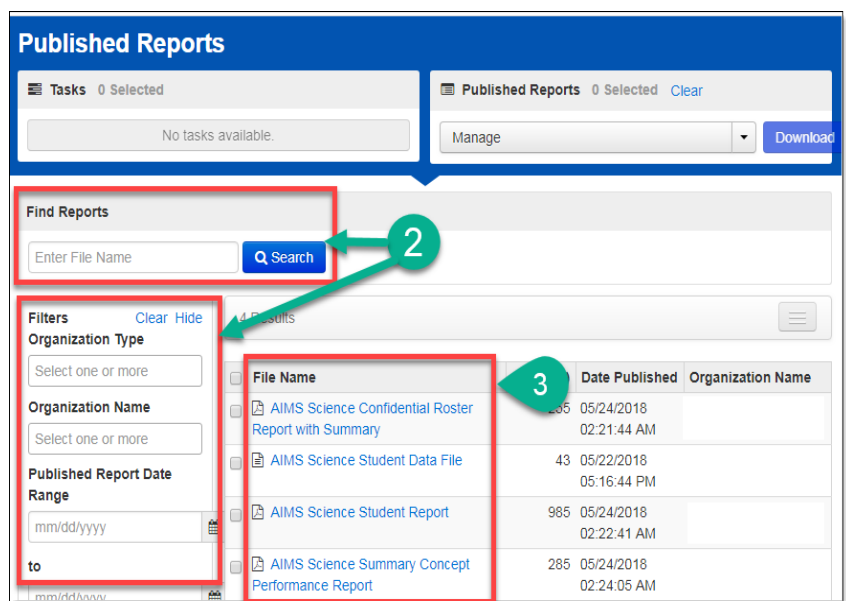 Published Reports
Tasks 0 Selected
Published Reports 0 Selected Clear
No tasks available.
Manage
Download
Find Reports
Enter File Name
Search
2
Filters Clear Hide
4 Results
Organization Type
Select one or more
File Name
3
Date Published Organization Name
Organization Name
AIMS Science Confidential Roster
05/24/2018
Report with Summary
02:21:44 AM
Select one or more
AIMS Science Student Data File
43 05/22/2018
05:16:44 PM
Published Report Date
Range
mm/dd/yyyy
AIMS Science Student Report
985 05/24/2018
02:22:41 AM
to
AIMS Science Summary Concept
285 05/24/2018
Performance Report
02:24:05 AM
mm/dd/yyyy